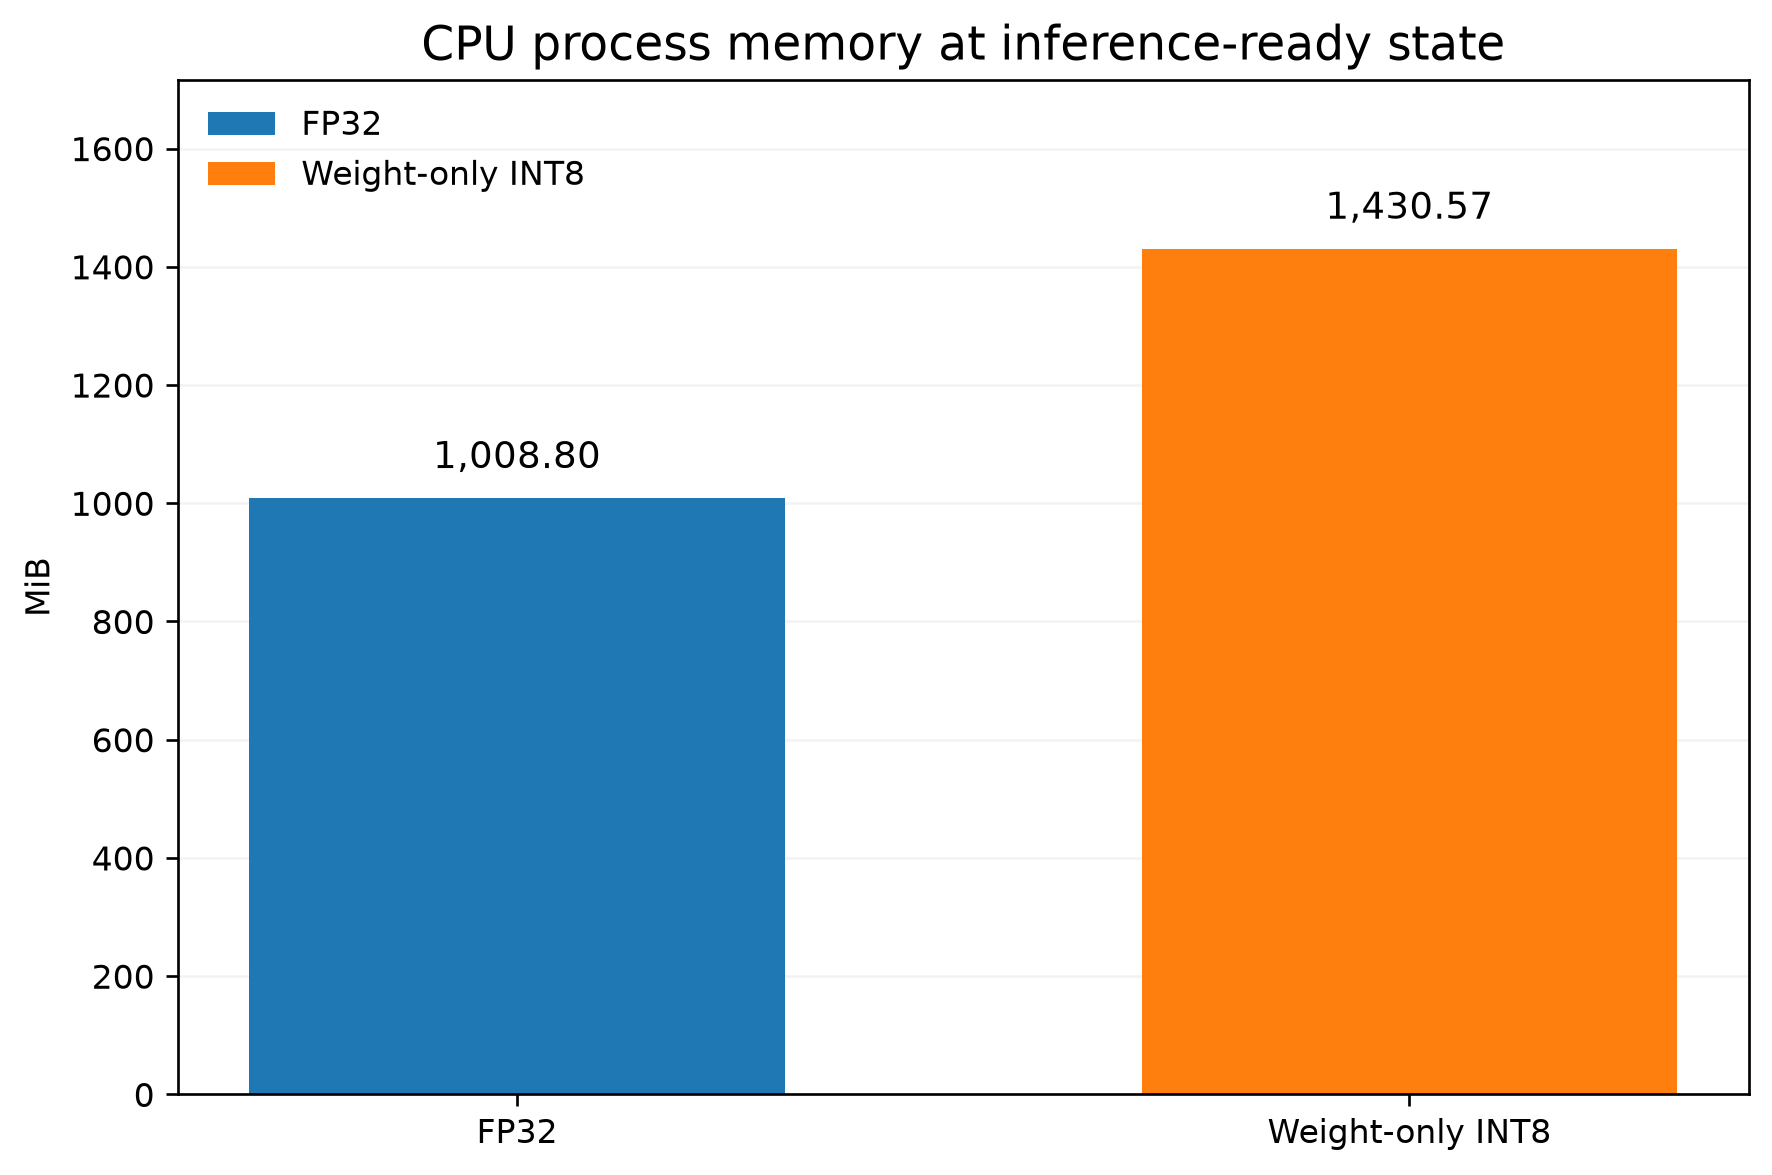 CPU process memory at inference-ready state
FP32
Weight-only INT8
1600
1400
1200
1000
800
600
400
200
0
MiB
1,008.80
1,430.57
FP32
Weight-only INT8